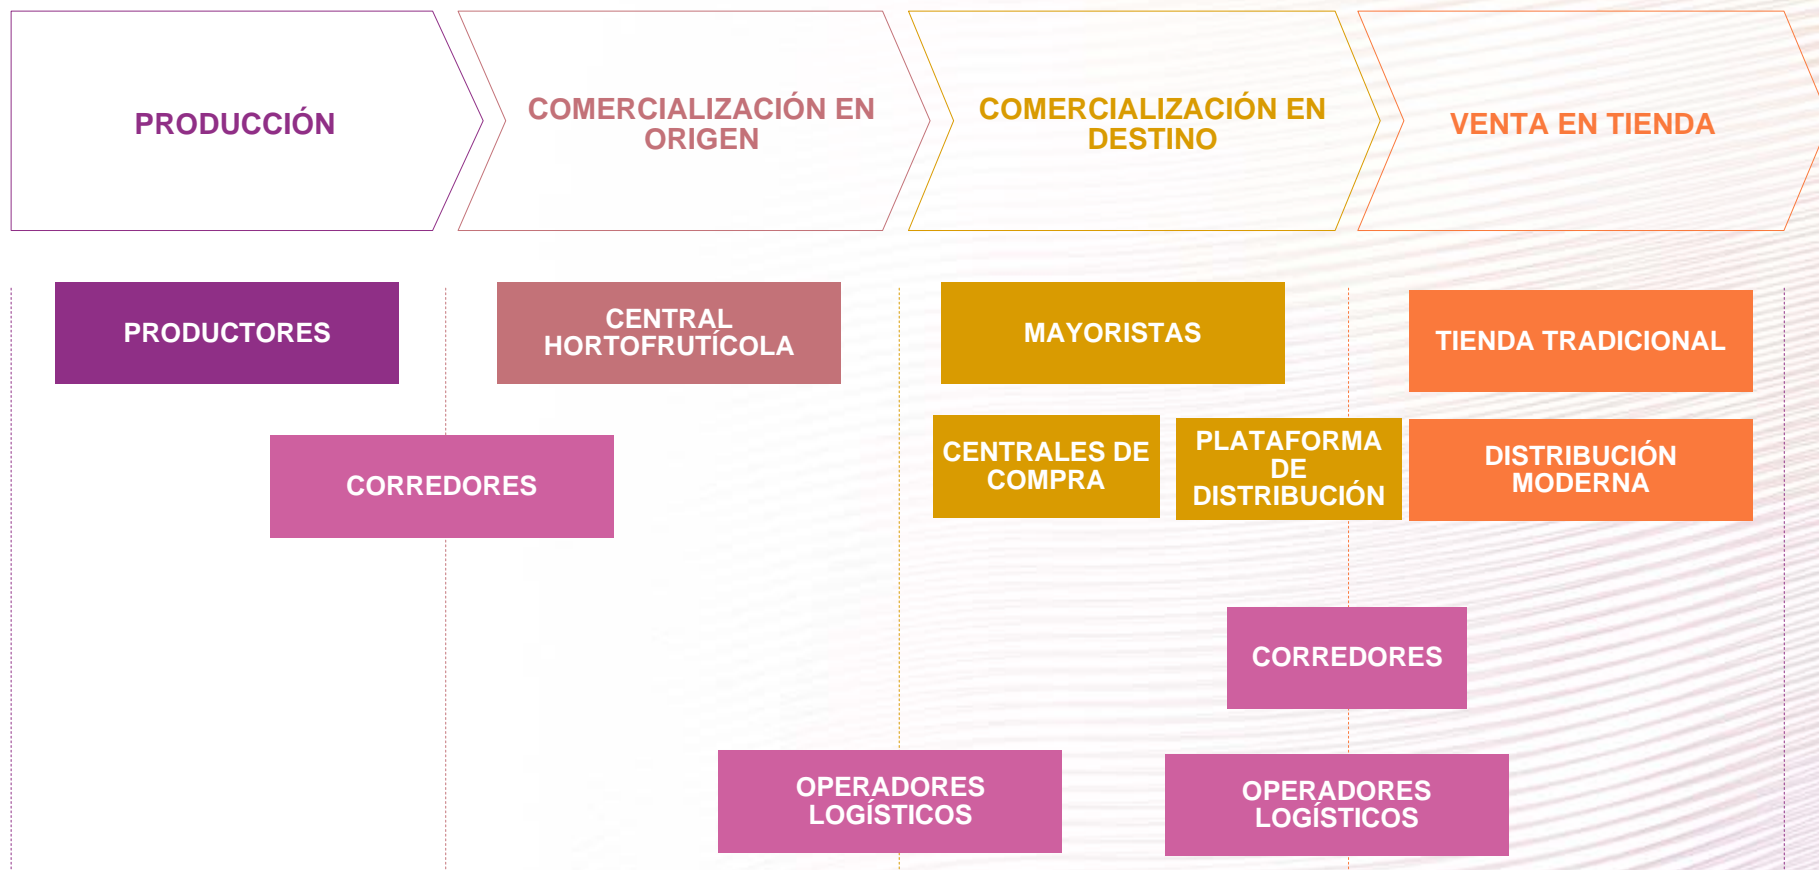 PRODUCCIÓN
COMERCIALIZACIÓN EN
ORIGEN
COMERCIALIZACIÓN EN
DESTINO
VENTA EN TIENDA
PRODUCTORES
CENTRAL
HORTOFRUTÍCOLA
MAYORISTAS
TIENDA TRADICIONAL
CORREDORES
CENTRALES DE
COMPRA
PLATAFORMA
DE
DISTRIBUCIÓN
DISTRIBUCIÓN
MODERNA
CORREDORES
OPERADORES
LOGÍSTICOS
OPERADORES
LOGÍSTICOS